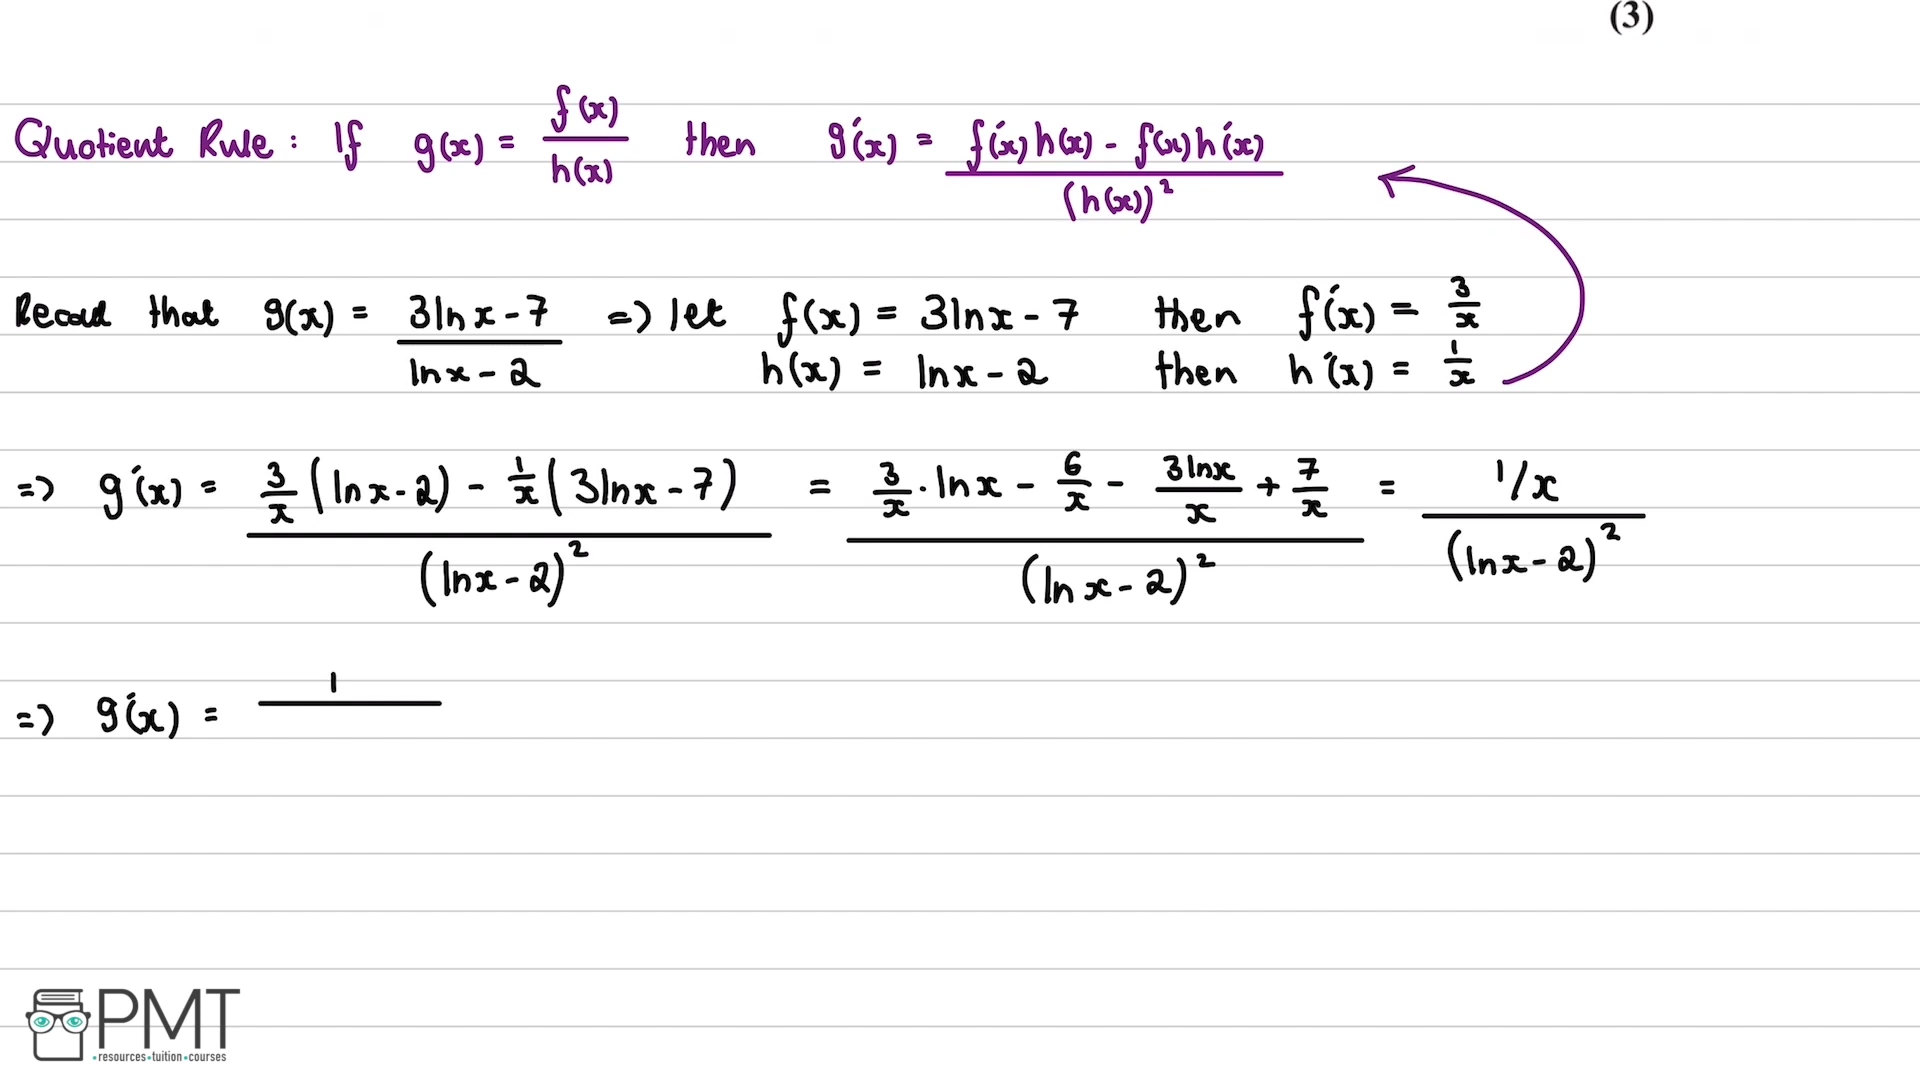 (3)
Quotient Rule: If g(x) = f(x)/h(x) then g'(x) = (f'(x)h(x) - f(x)h'(x))/(h(x))²
Recall that g(x) = (3lnx - 7)/(lnx - 2) => let f(x) = 3lnx - 7 then f'(x) = 3/x
h(x) = lnx - 2 then h'(x) = 1/x
=> g'(x) = (3/x (lnx - 2) - 1/x (3lnx - 7))/(lnx - 2)² = (3/x · lnx - 6/x - 3lnx/x + 7/x)/(lnx - 2)² = (1/x)/(lnx - 2)²
=> g'(x) = 1/
PMT
•resources•tuition•courses